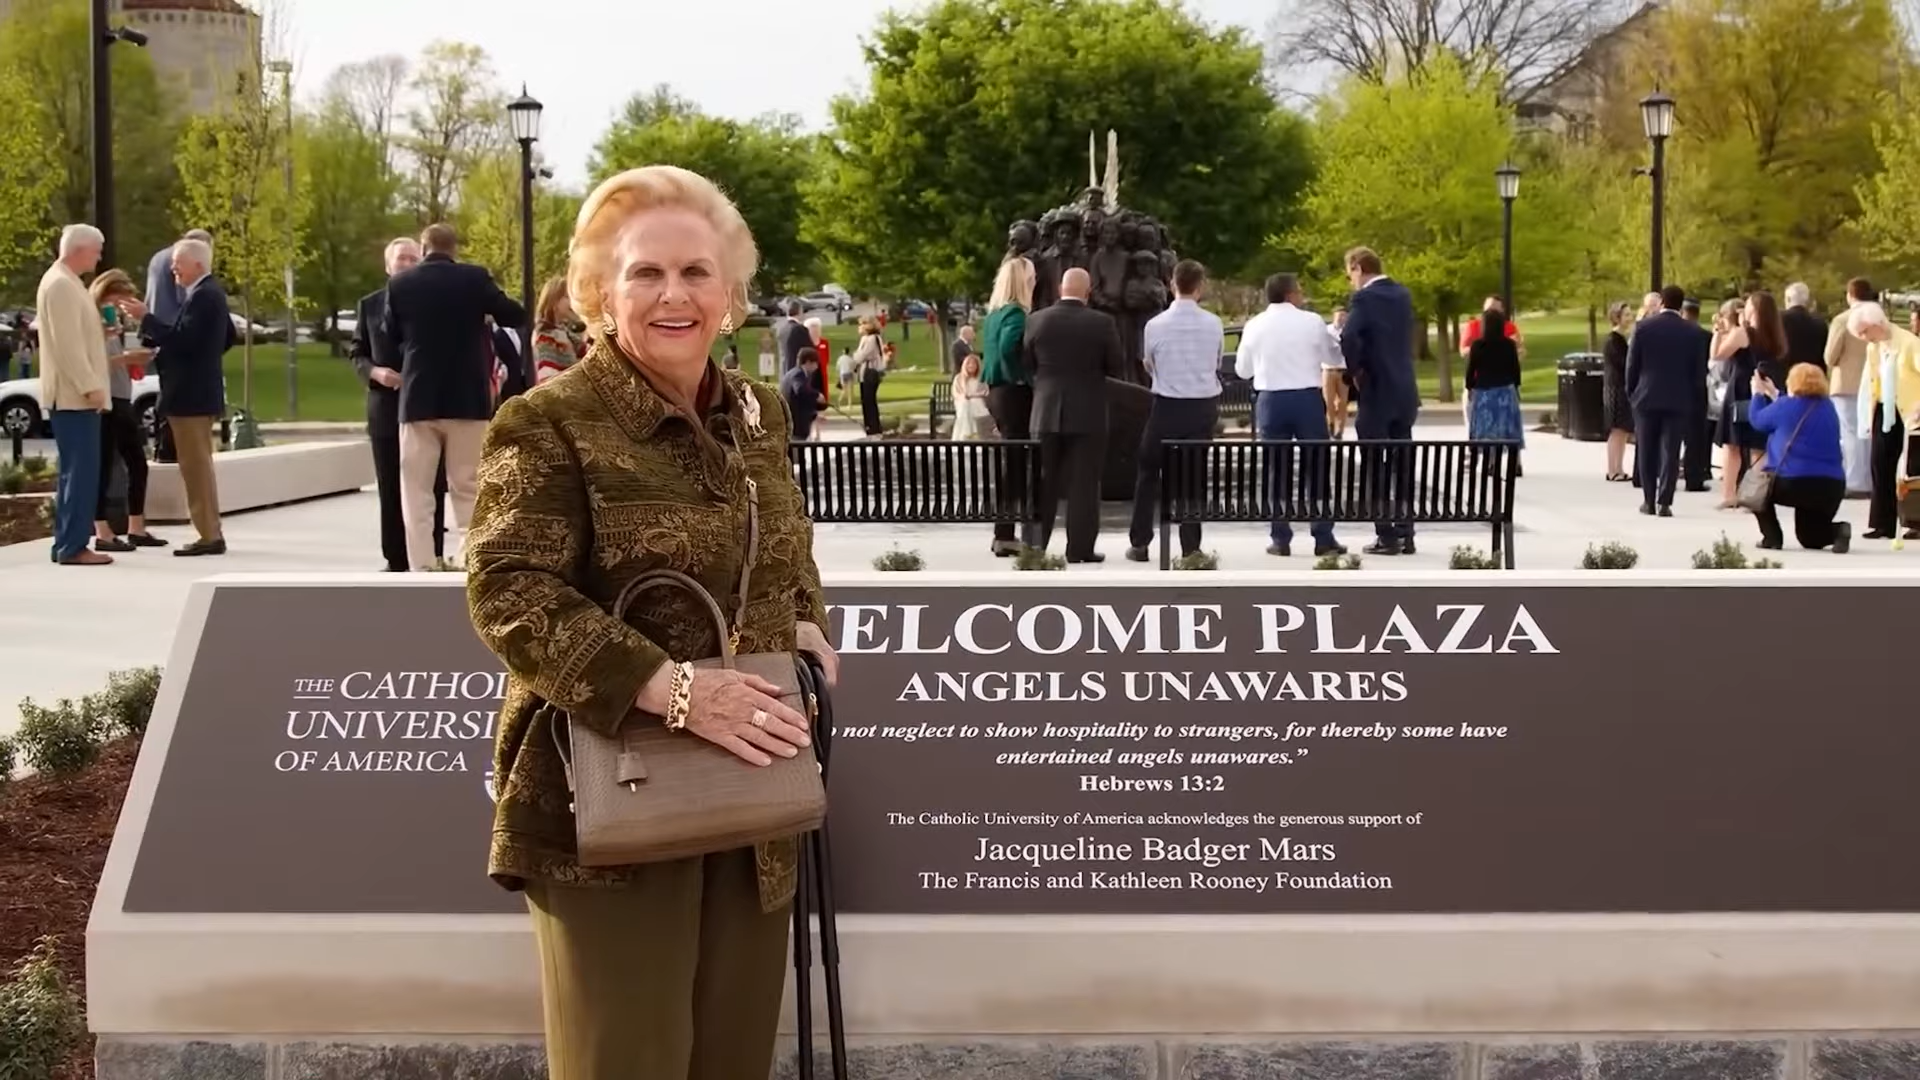 THE CATHOL
UNIVERSI
OF AMERICA
ELCOME PLAZA
ANGELS UNAWARES
not neglect to show hospitality to strangers, for thereby some have
entertained angels unawares.”
Hebrews 13:2
The Catholic University of America acknowledges the generous support of
Jacqueline Badger Mars
The Francis and Kathleen Rooney Foundation